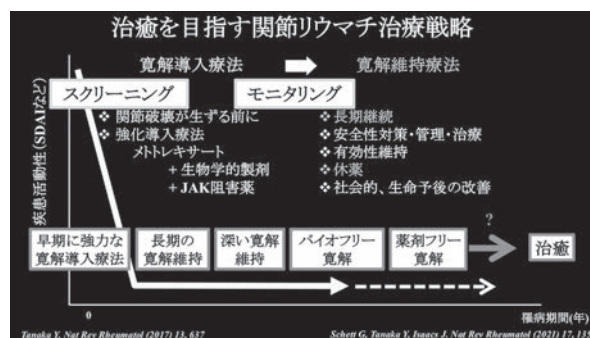 治癒を目指す関節リウマチ治療戦略
寛解導入療法
寛解維持療法
スクリーニング
モニタリング
❖ 関節破壊が生ずる前に
❖ 強化導入療法
メトトレキサート
+ 生物学的製剤
+ JAK阻害薬
❖ 長期継続
❖ 安全性対策・管理・治療
❖ 有効性維持
❖ 休薬
❖ 社会的、生命予後の改善
疾患活動性(SDAIなど)
早期に強力な
寛解導入療法
長期の
寛解維持
深い寛解
維持
バイオフリー
寛解
薬剤フリー
寛解
?
治癒
0
罹病期間(年)
Tanaka Y, Nat Rev Rheumatol (2017) 13, 637
Schett G, Tanaka Y, Isaacs J, Nat Rev Rheumatol (2021) 17, 135